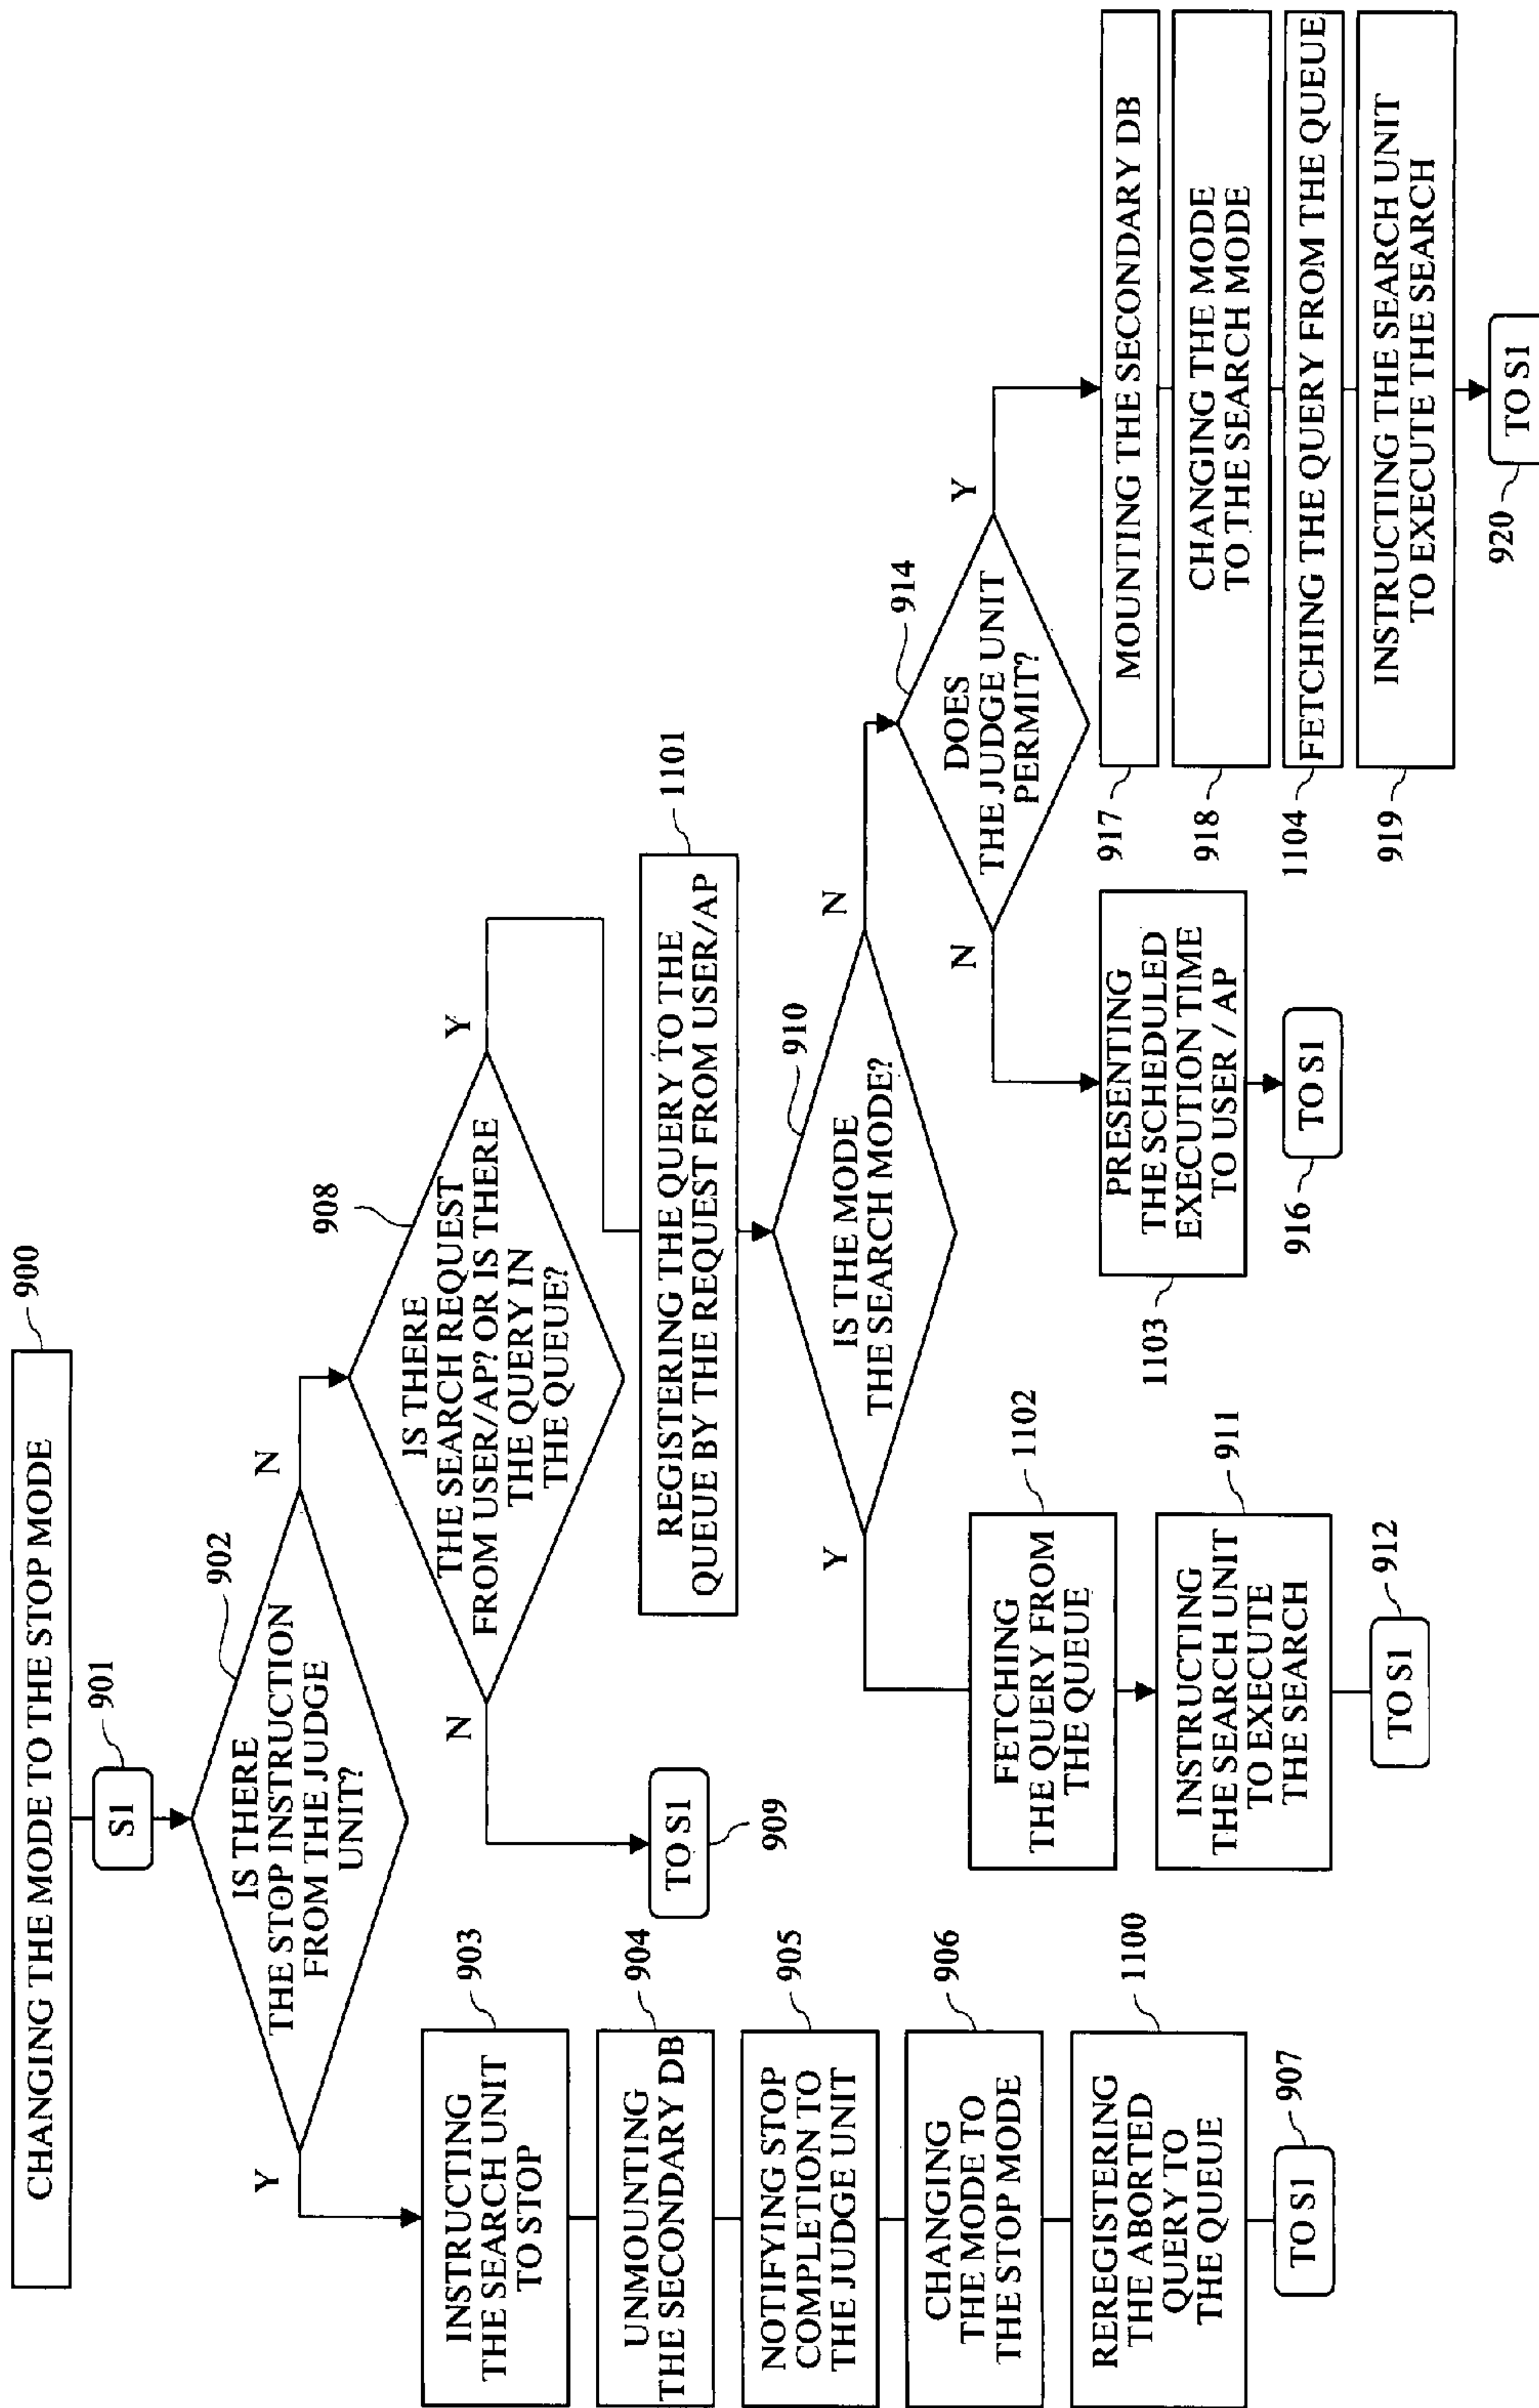 900
CHANGING THE MODE TO THE STOP MODE
901
S1
902
IS THERE
THE STOP INSTRUCTION
FROM THE JUDGE
UNIT?
Y
N
903
INSTRUCTING
THE SEARCH UNIT
TO STOP
904
UNMOUNTING
THE SECONDARY DB
905
NOTIFYING STOP
COMPLETION TO
THE JUDGE UNIT
906
CHANGING
THE MODE TO
THE STOP MODE
1100
REREGISTERING
THE ABORTED
QUERY TO
THE QUEUE
907
TO S1
908
IS THERE
THE SEARCH REQUEST
FROM USER/AP? OR IS THERE
THE QUERY IN
THE QUEUE?
N
Y
TO S1
909
1101
REGISTERING THE QUERY TO THE
QUEUE BY THE REQUEST FROM USER/AP
910
IS THE MODE
THE SEARCH MODE?
Y
N
1102
FETCHING
THE QUERY FROM
THE QUEUE
911
INSTRUCTING
THE SEARCH UNIT
TO EXECUTE
THE SEARCH
912
TO S1
914
DOES
THE JUDGE UNIT
PERMIT?
N
Y
PRESENTING
THE SCHEDULED
EXECUTION TIME
TO USER / AP
1103
916
TO S1
917
MOUNTING THE SECONDARY DB
918
CHANGING THE MODE
TO THE SEARCH MODE
1104
FETCHING THE QUERY FROM THE QUEUE
919
INSTRUCTING THE SEARCH UNIT
TO EXECUTE THE SEARCH
920
TO S1